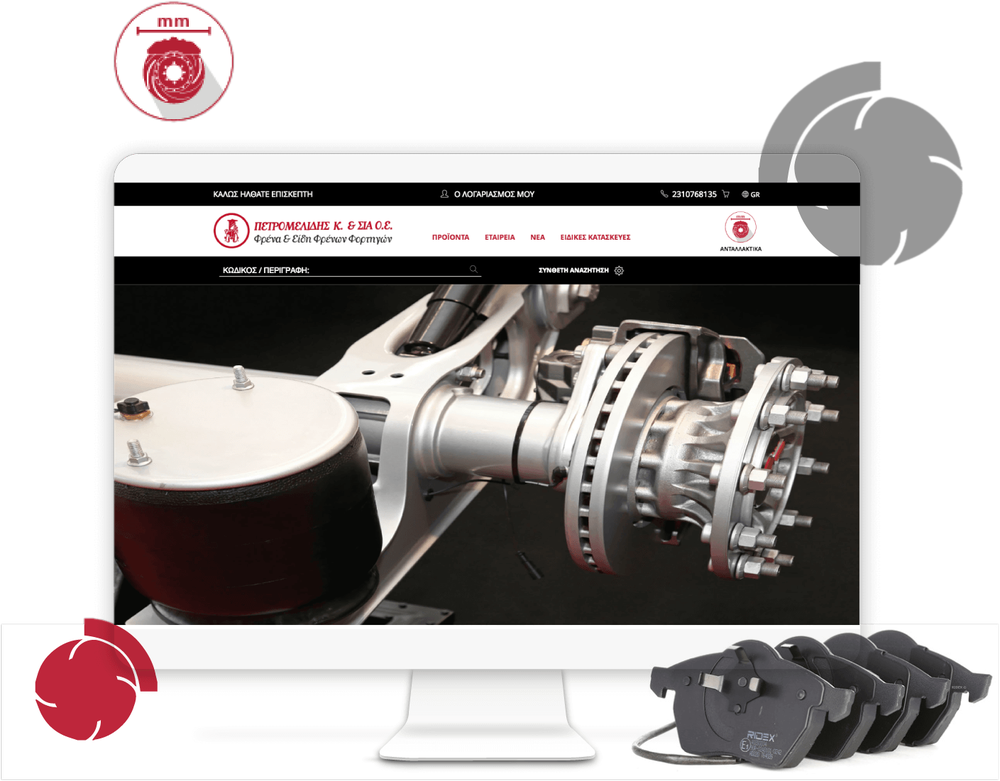 mm
ΚΑΛΩΣ ΗΛΘΑΤΕ ΕΠΙΣΚΕΠΤΗ
Ο ΛΟΓΑΡΙΑΣΜΟΣ ΜΟΥ
2310768135
GR
ΠΕΤΡΟΜΕΛΙΔΗΣ Κ. & ΣΙΑ Ο.Ε.
Φρένα & Είδη Φρένων Φορτηγών
ΠΡΟΪΟΝΤΑ
ΕΤΑΙΡΕΙΑ
ΝΕΑ
ΕΙΔΙΚΕΣ ΚΑΤΑΣΚΕΥΕΣ
ΑΝΤΑΛΛΑΚΤΙΚΑ
ΚΩΔΙΚΟΣ / ΠΕΡΙΓΡΑΦΗ:
ΣΥΝΘΕΤΗ ΑΝΑΖΗΤΗΣΗ
RIDEX